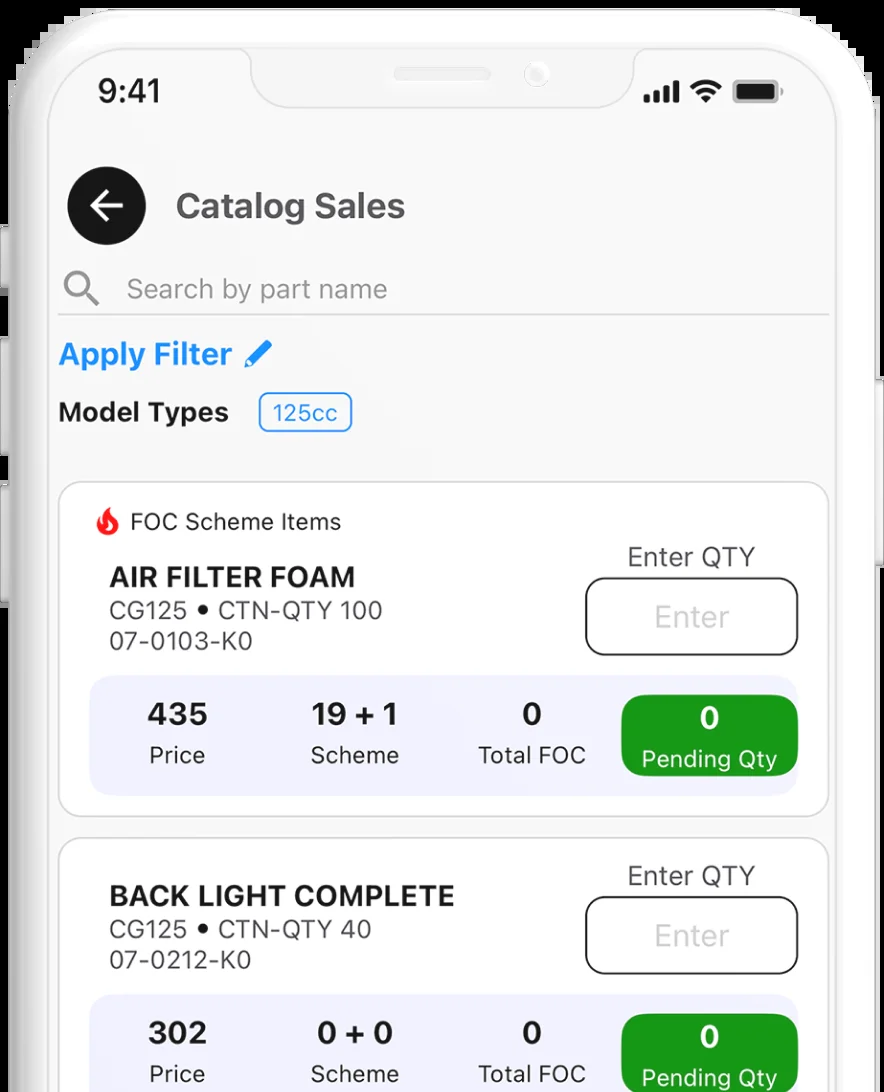 9:41
Catalog Sales
Search by part name
Apply Filter
Model Types 125cc
FOC Scheme Items
Enter QTY
AIR FILTER FOAM
CG125 • CTN-QTY 100
07-0103-K0
Enter
435 19 + 1 0 0
Price Scheme Total FOC Pending Qty
Enter QTY
BACK LIGHT COMPLETE
CG125 • CTN-QTY 40
07-0212-K0
Enter
302 0 + 0 0 0
Price Scheme Total FOC Pending Qty